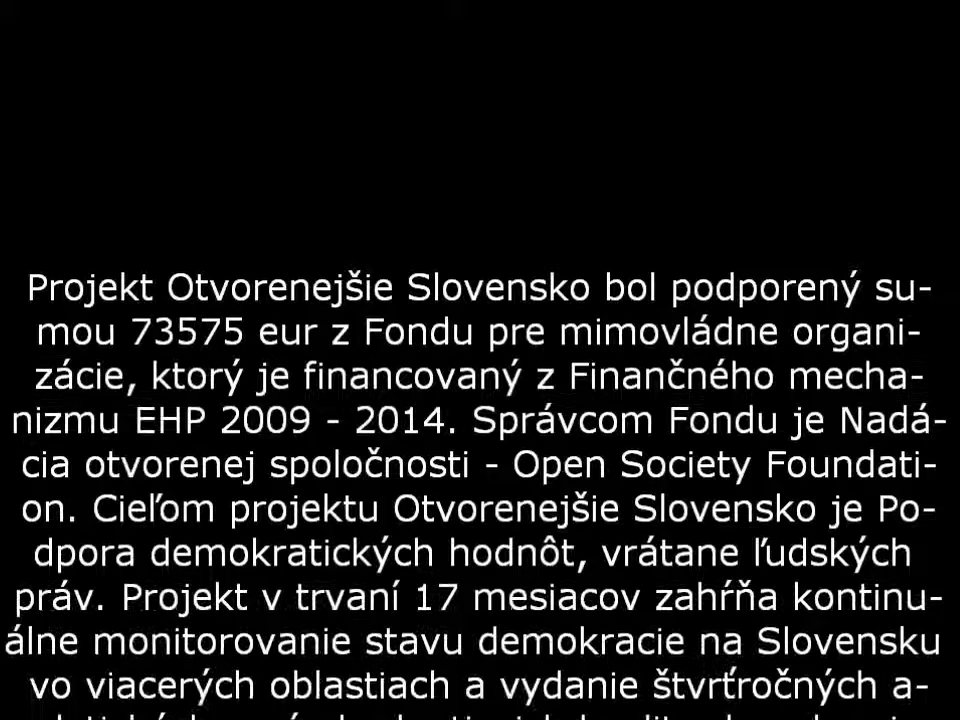 Projekt Otvorenejšie Slovensko bol podporený su-
mou 73575 eur z Fondu pre mimovládne organi-
zácie, ktorý je financovaný z Finančného mecha-
nizmu EHP 2009 - 2014. Správcom Fondu je Nadá-
cia otvorenej spoločnosti - Open Society Foundati-
on. Cieľom projektu Otvorenejšie Slovensko je Po-
dpora demokratických hodnôt, vrátane ľudských
práv. Projekt v trvaní 17 mesiacov zahŕňa kontinu-
álne monitorovanie stavu demokracie na Slovensku
vo viacerých oblastiach a vydanie štvrťročných a-